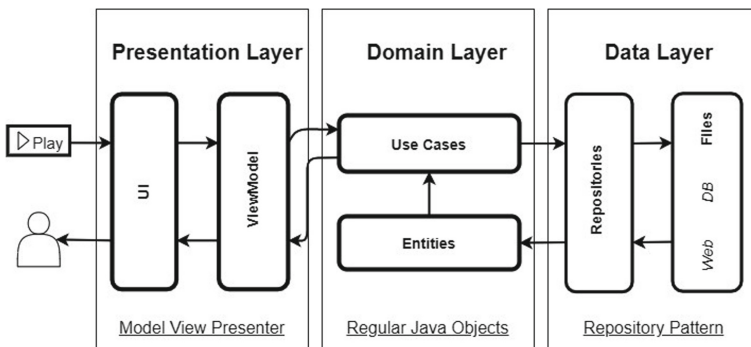 Presentation Layer
Domain Layer
Data Layer
Play
UI
ViewModel
Use Cases
Entities
Repositories
FIles
DB
Web
Model View Presenter
Regular Java Objects
Repository Pattern